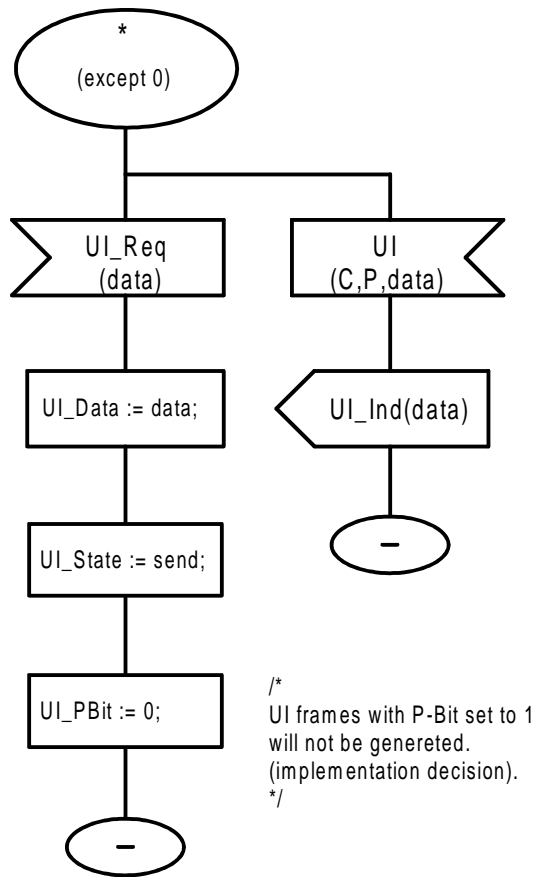 *
(except 0)
UI_Req
(data)
UI
(C,P,data)
UI_Data := data;
UI_Ind(data)
–
UI_State := send;
UI_PBit := 0;
/*
UI frames with P-Bit set to 1
will not be genereted.
(implementation decision).
*/
–